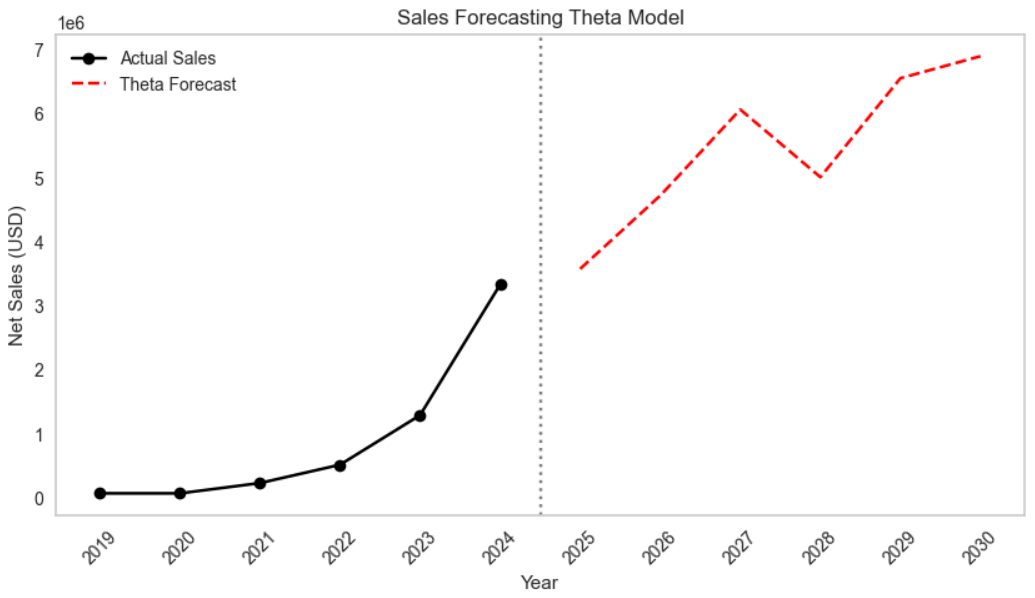 Sales Forecasting Theta Model
1e6
Actual Sales
Theta Forecast
7
6
5
4
3
2
1
0
Net Sales (USD)
2019 2020 2021 2022 2023 2024 2025 2026 2027 2028 2029 2030
Year